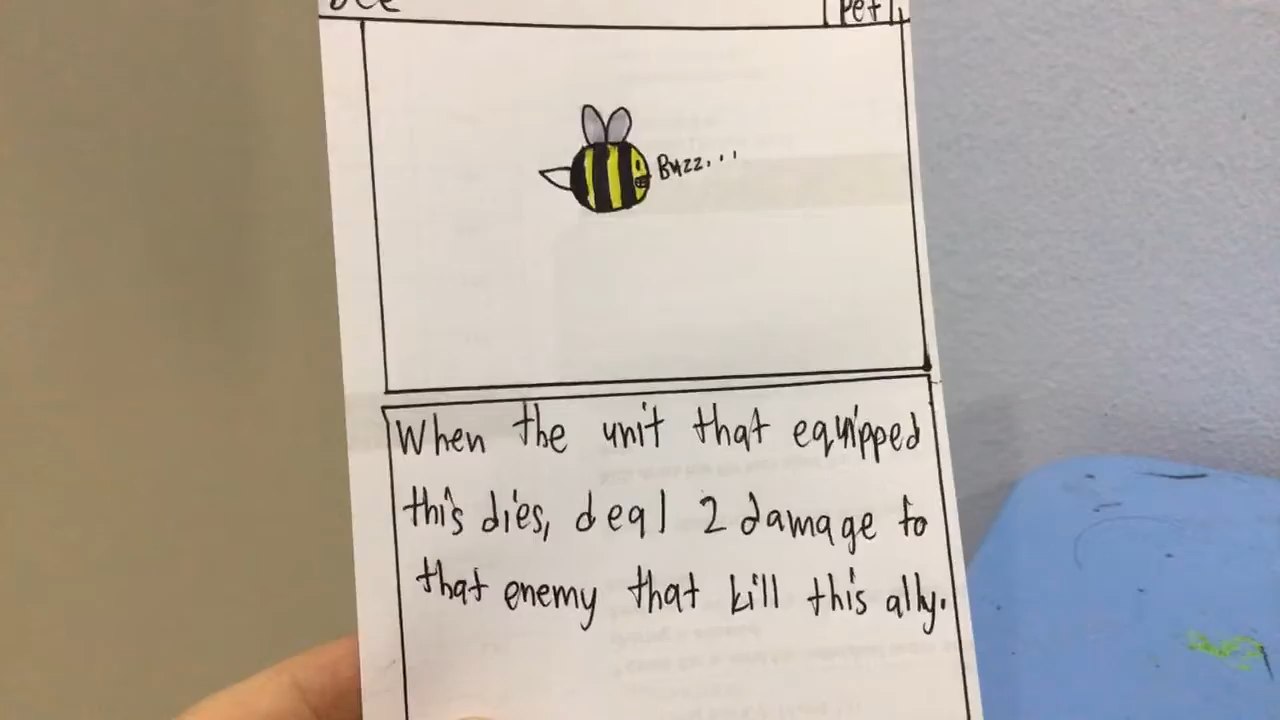 Bee
Pet
Buzz...
When the unit that equipped
this dies, deal 2 damage to
that enemy that kill this ally.